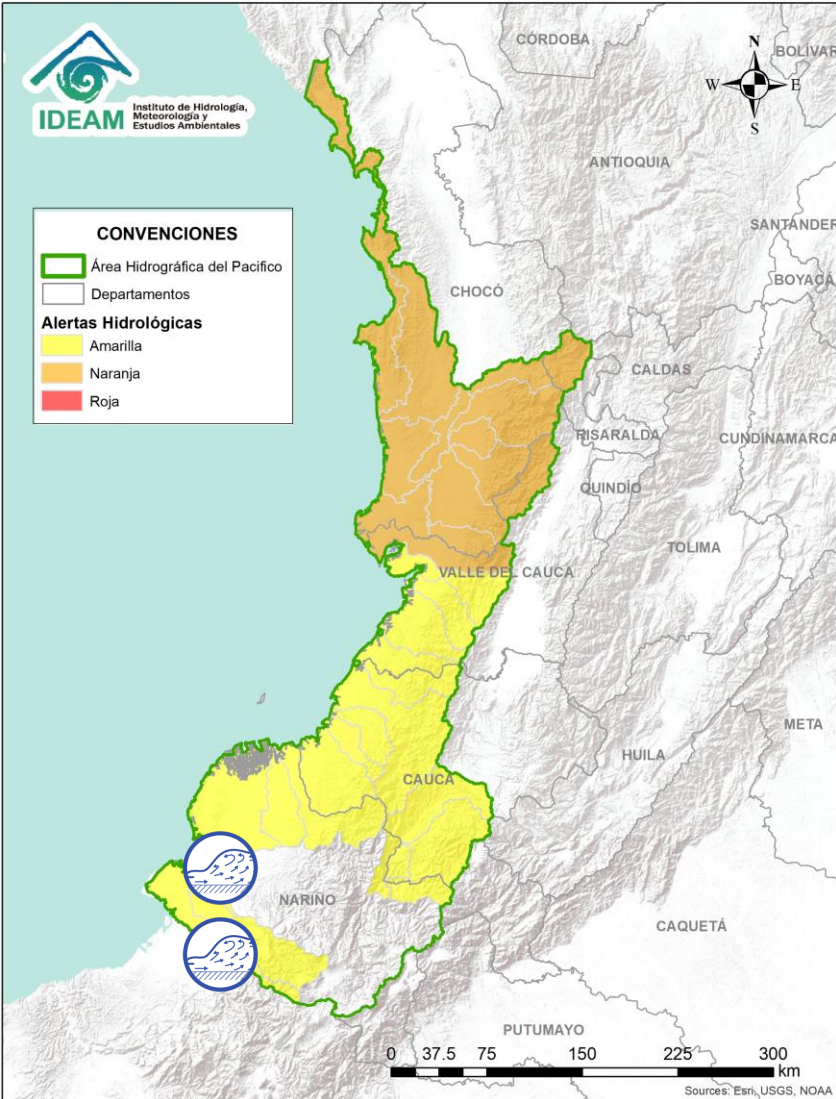 IDEAM
Instituto de Hidrología,
Meteorología y
Estudios Ambientales
CÓRDOBA
BOLÍVAR
N
W
E
S
ANTIOQUIA
SANTANDER
BOYACÁ
CONVENCIONES
Área Hidrográfica del Pacifico
Departamentos
Alertas Hidrológicas
Amarilla
Naranja
Roja
CHOCÓ
CALDAS
RISARALDA
CUNDINAMARCA
QUINDÍO
TOLIMA
VALLE DEL CAUCA
META
HUILA
CAUCA
NARIÑO
CAQUETÁ
PUTUMAYO
0 37.5 75 150 225 300
km
Sources: Esri, USGS, NOAA